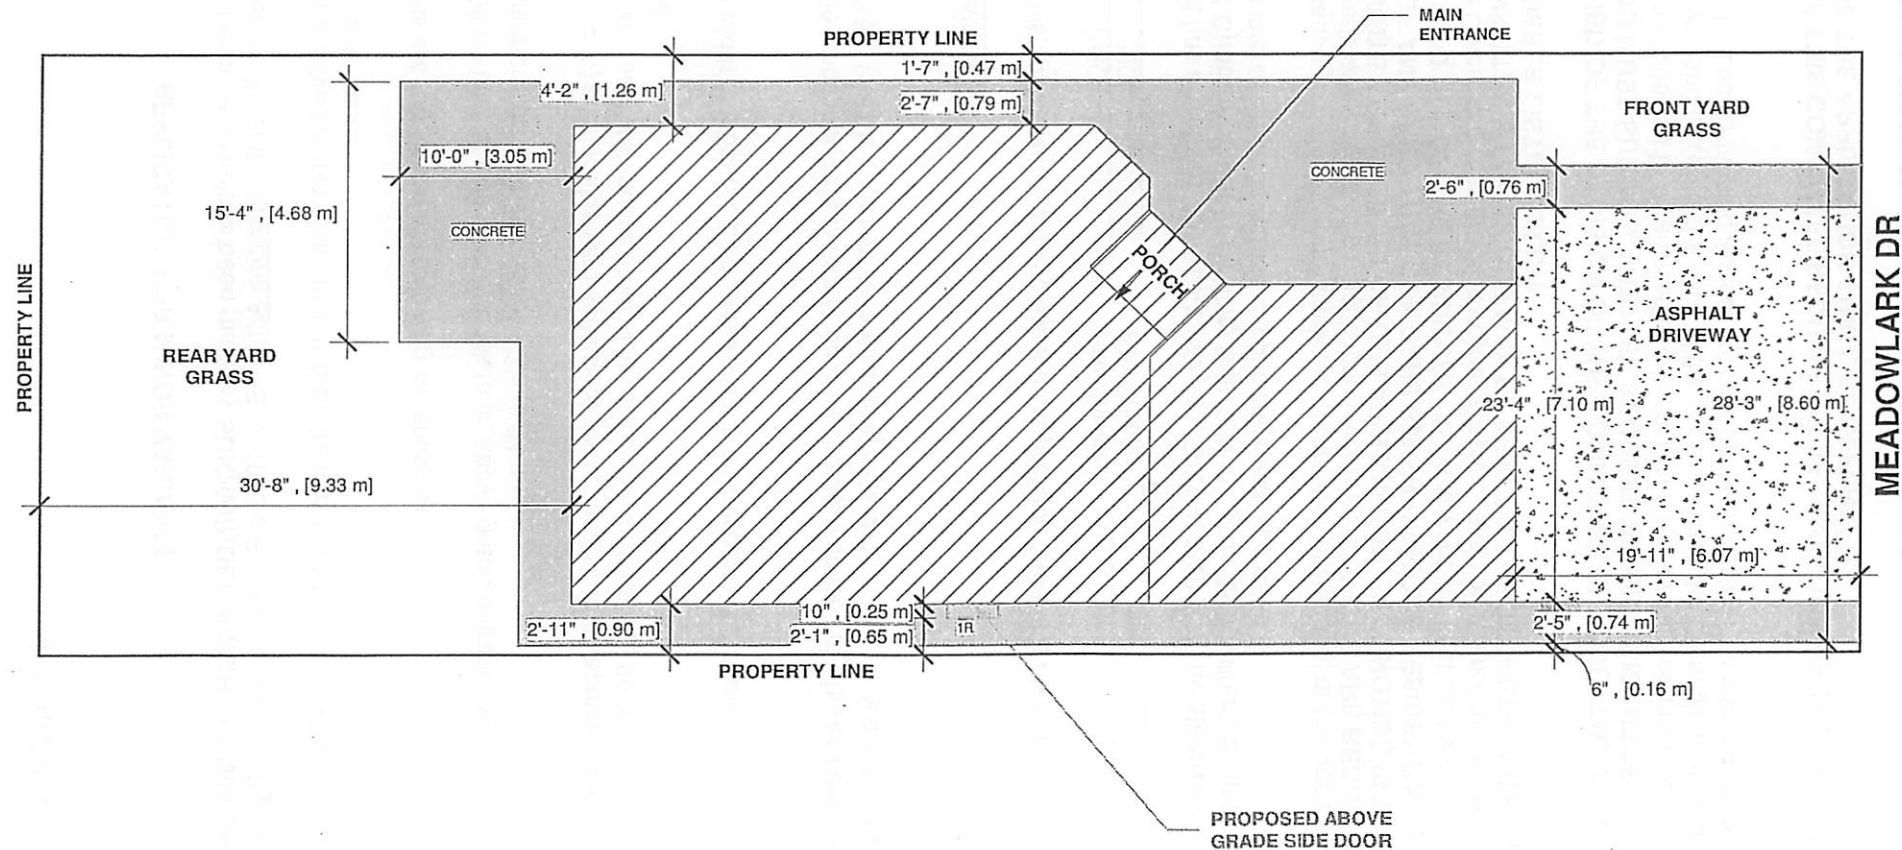 MAIN
ENTRANCE
PROPERTY LINE
1'-7" , [0.47 m]
4'-2" , [1.26 m]
2'-7" , [0.79 m]
FRONT YARD
GRASS
10'-0" , [3.05 m]
CONCRETE
2'-6" , [0.76 m]
15'-4" , [4.68 m]
CONCRETE
PORCH
MEADOWLARK DR
PROPERTY LINE
ASPHALT
DRIVEWAY
REAR YARD
GRASS
23'-4" , [7.10 m]
28'-3" , [8.60 m]
30'-8" , [9.33 m]
19'-11" , [6.07 m]
10" , [0.25 m]
2'-11" , [0.90 m]
2'-1" , [0.65 m]
1R
2'-5" , [0.74 m]
PROPERTY LINE
6" , [0.16 m]
PROPOSED ABOVE
GRADE SIDE DOOR